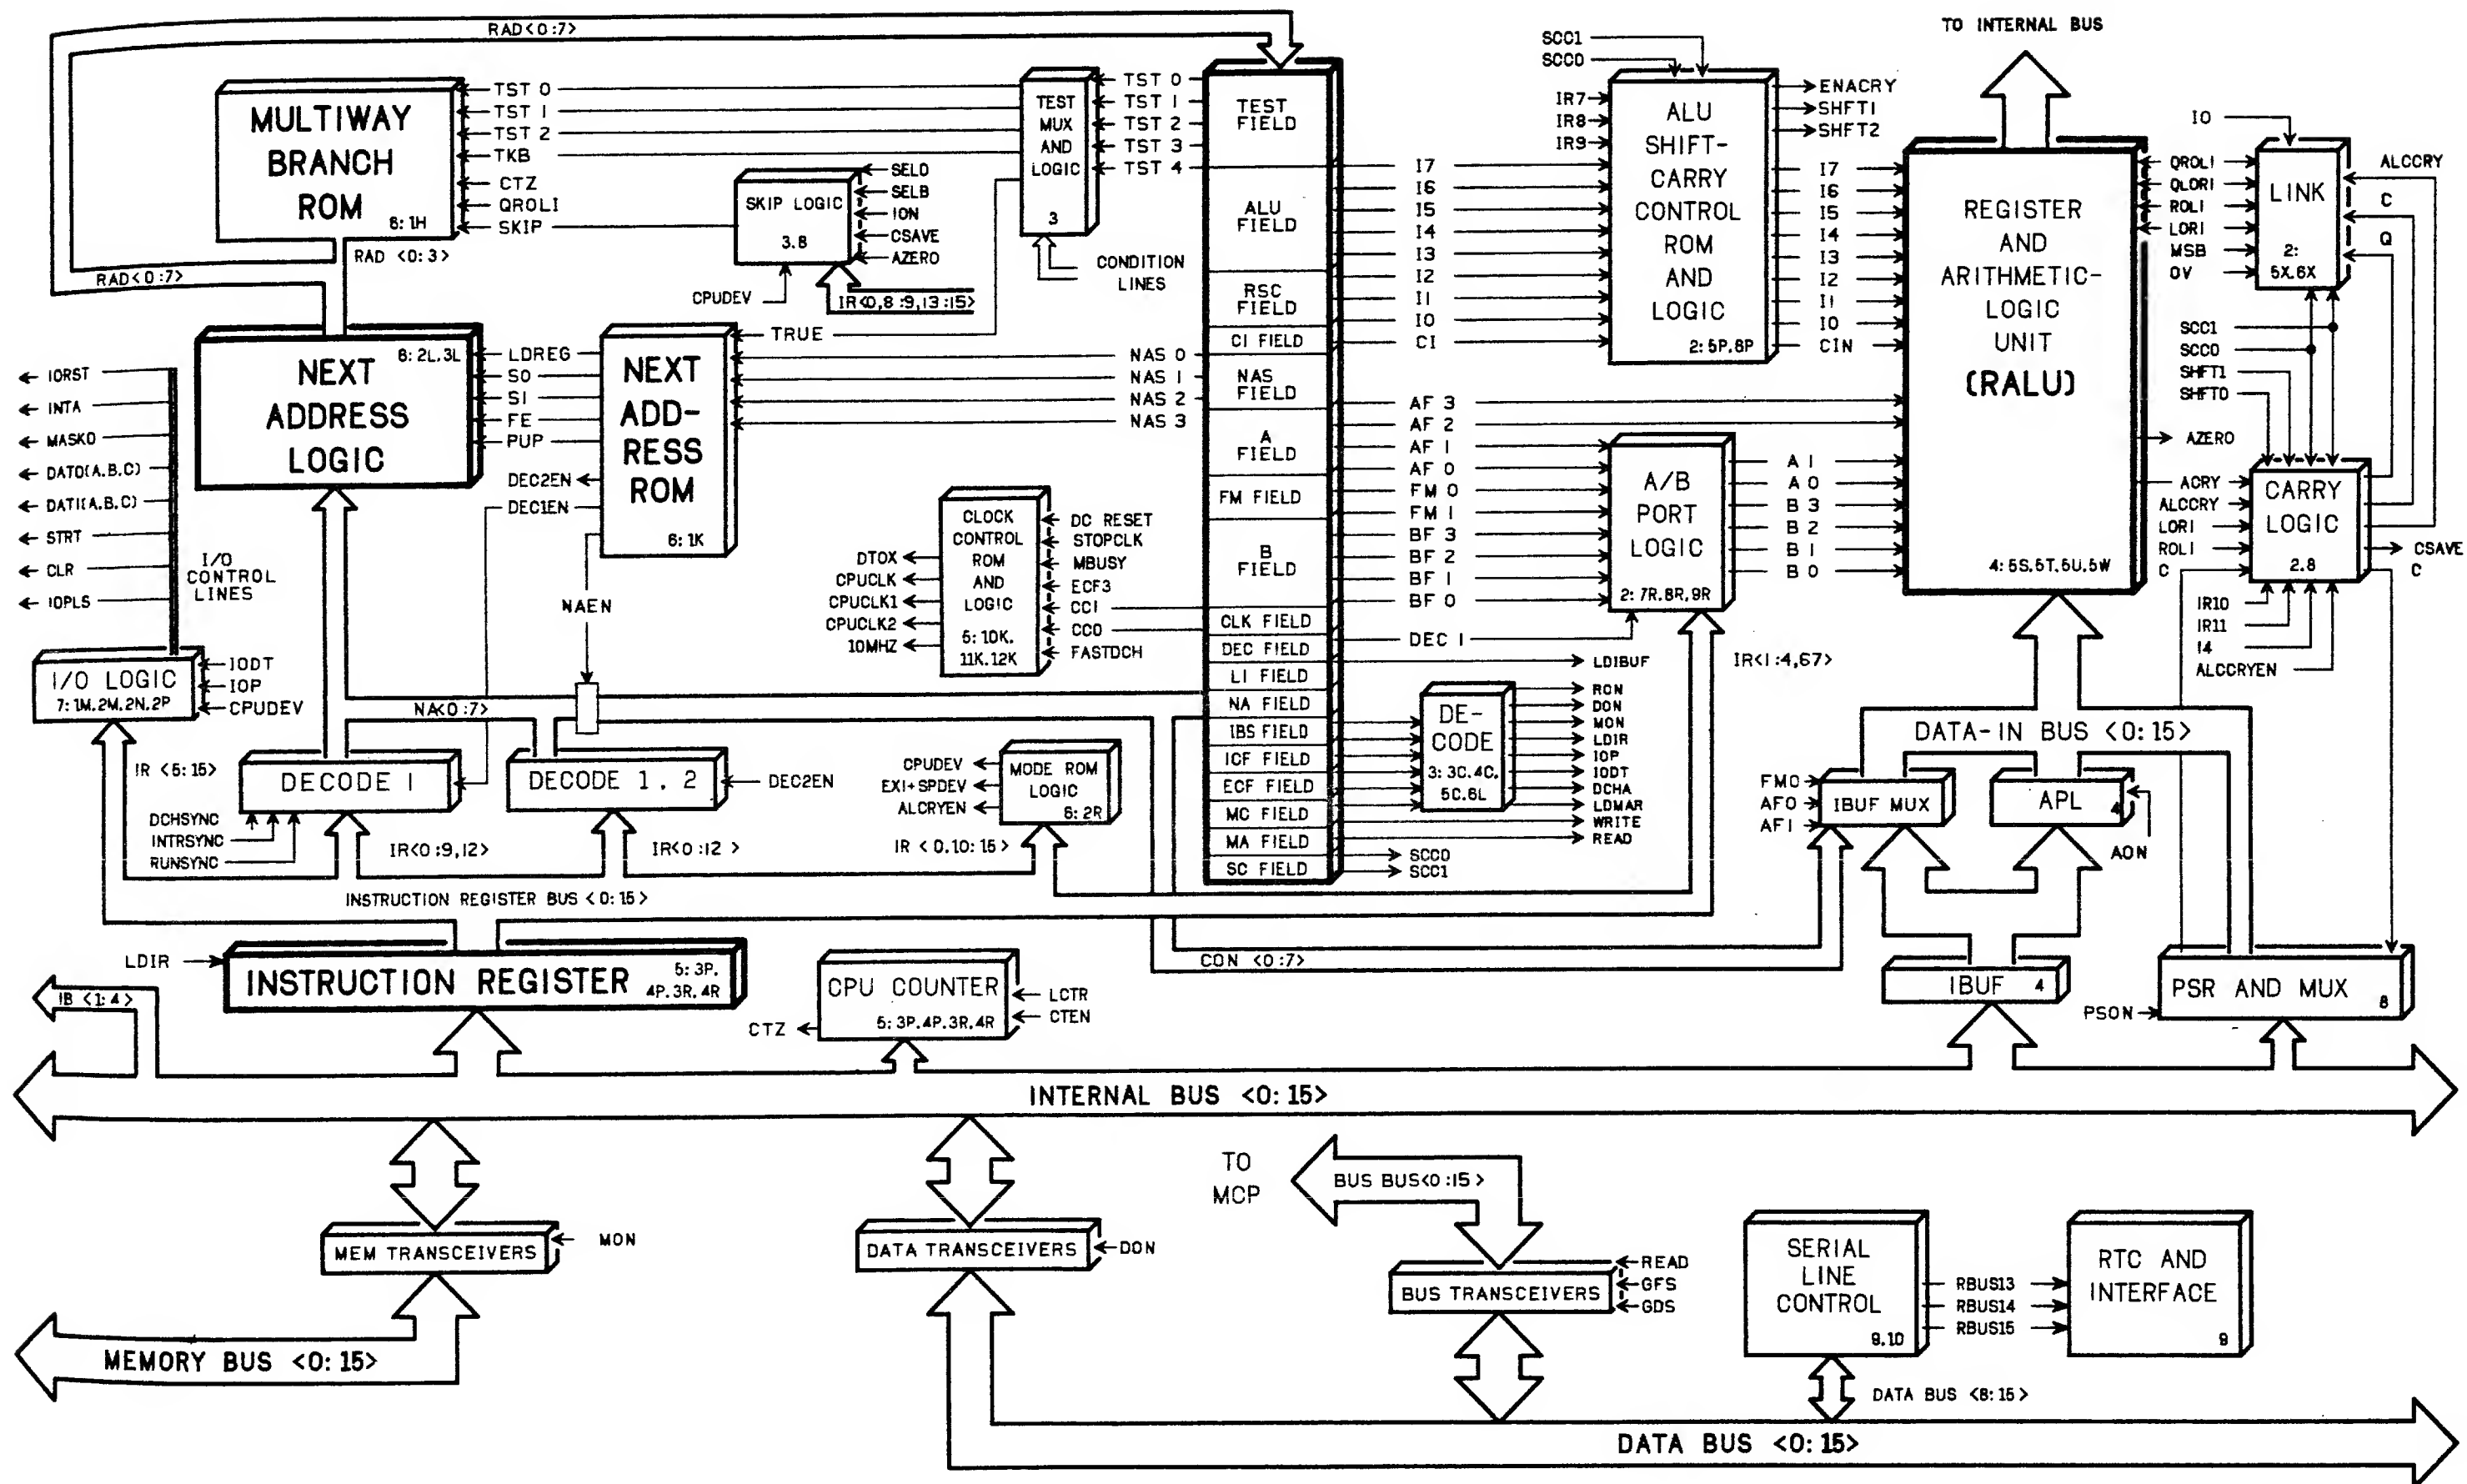 RAD<0:7>
TO INTERNAL BUS
SCC1
SCC0
MULTIWAY
BRANCH
ROM
6: 1H
TST 0
TST 1
TST 2
TKB
CTZ
QROLI
SKIP
RAD <0:3>
RAD<0:7>
SKIP LOGIC
3.8
SELD
SELB
ION
CSAVE
AZERO
CPUDEV
IR<0,8:9,13:15>
TEST
MUX
AND
LOGIC
3
TST 0
TST 1
TST 2
TST 3
TST 4
CONDITION
LINES
TEST
FIELD
ALU
FIELD
RSC
FIELD
CI FIELD
NAS
FIELD
A
FIELD
FM FIELD
B
FIELD
CLK FIELD
DEC FIELD
LI FIELD
NA FIELD
IBS FIELD
ICF FIELD
ECF FIELD
MC FIELD
MA FIELD
SC FIELD
I7
I6
I5
I4
I3
I2
I1
I0
CI
IR7
IR8
IR9
ALU
SHIFT-
CARRY
CONTROL
ROM
AND
LOGIC
2: 5P.6P
ENACRY
SHFT1
SHFT2
I7
I6
I5
I4
I3
I2
I1
I0
CIN
REGISTER
AND
ARITHMETIC-
LOGIC
UNIT
(RALU)
4: 5S.5T.5U.5W
IO
QROLI
QLORI
ROLI
LORI
MSB
OV
LINK
2:
5X.6X
ALCCRY
C
Q
SCC1
SCC0
SHFT1
SHFT0
AZERO
ACRY
ALCCRY
LORI
ROLI
C
CARRY
LOGIC
2.8
CSAVE
C
IR10
IR11
I4
ALCCRYEN
IORST
INTA
MASKO
DATO(A.B.C)
DATI(A.B.C)
STRT
CLR
IOPLS
I/O
CONTROL
LINES
I/O LOGIC
7: 1M.2M.2N.2P
IODT
IOP
CPUDEV
6: 2L.3L
NEXT
ADDRESS
LOGIC
LDREG
S0
S1
FE
PUP
DEC2EN
DEC1EN
NAEN
NEXT
ADD-
RESS
ROM
6: 1K
TRUE
NAS 0
NAS 1
NAS 2
NAS 3
CLOCK
CONTROL
ROM
AND
LOGIC
5: 10K.
11K.12K
DTOX
CPUCLK
CPUCLK1
CPUCLK2
10MHZ
DC RESET
STOPCLK
MBUSY
ECF3
CC1
CC0
FASTDCH
AF 3
AF 2
AF 1
AF 0
FM 0
FM 1
BF 3
BF 2
BF 1
BF 0
DEC 1
A/B
PORT
LOGIC
2: 7R.8R.9R
A 1
A 0
B 3
B 2
B 1
B 0
IR<1:4,67>
LDIBUF
DE-
CODE
3: 3C.4C.
5C.6L
RON
DON
MON
LDIR
IOP
IODT
DCHA
LDMAR
WRITE
READ
SCC0
SCC1
NA<0:7>
IR <5:15>
DECODE 1
DCHSYNC
INTRSYNC
RUNSYNC
IR<0:9,12>
DECODE 1, 2
DEC2EN
IR<0:12 >
CPUDEV
EX1+SPDEV
ALCRYEN
MODE ROM
LOGIC
6: 2R
IR < 0.10:15>
INSTRUCTION REGISTER BUS < 0:15>
DATA-IN BUS <0:15>
FM0
AF0
AF1
IBUF MUX
APL
4
AON
LDIR
INSTRUCTION REGISTER
5: 3P.
4P.3R.4R
IB <1:4>
CPU COUNTER
5: 3P.4P.3R.4R
CTZ
LCTR
CTEN
CON <0:7>
IBUF
4
PSON
PSR AND MUX
8
INTERNAL BUS <0:15>
TO
MCP
BUS BUS<0:15>
MEM TRANSCEIVERS
MON
DATA TRANSCEIVERS
DON
BUS TRANSCEIVERS
READ
GFS
GDS
SERIAL
LINE
CONTROL
9.10
RBUS13
RBUS14
RBUS15
RTC AND
INTERFACE
9
DATA BUS <8:15>
MEMORY BUS <0:15>
DATA BUS <0:15>